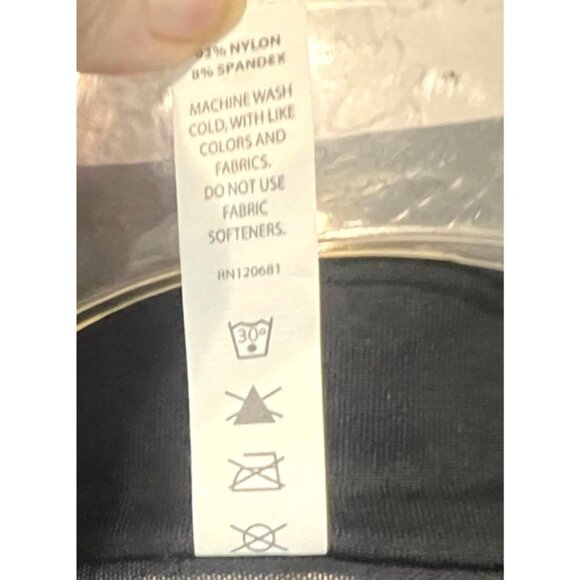 NYLON
8% SPANDEX
MACHINE WASH
COLD, WITH LIKE
COLORS AND
FABRICS.
DO NOT USE
FABRIC
SOFTENERS.
RN120681
30°